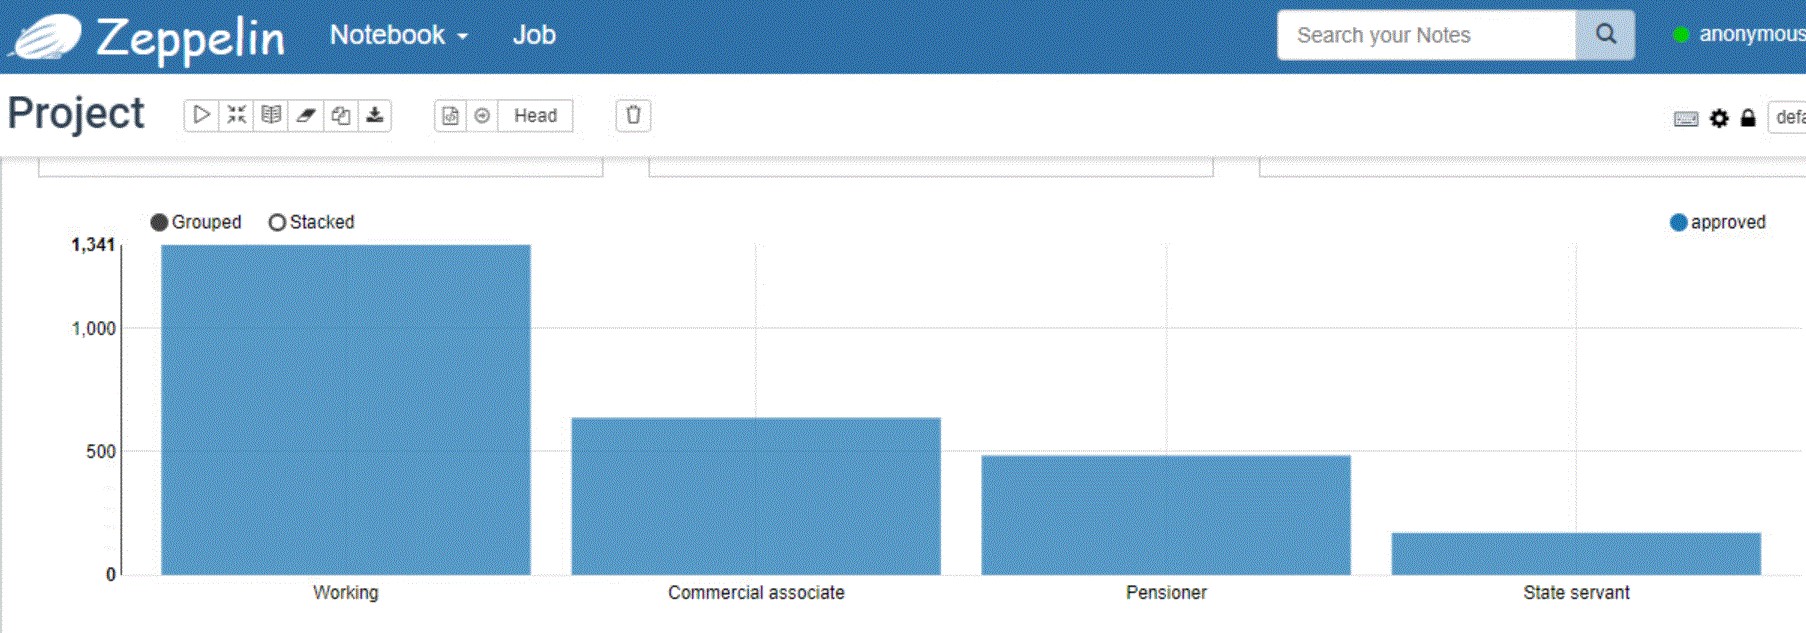 Zeppelin Notebook Job Search your Notes anonymous
Project Head defa
Grouped Stacked approved
1,341
1,000
500
0
Working Commercial associate Pensioner State servant